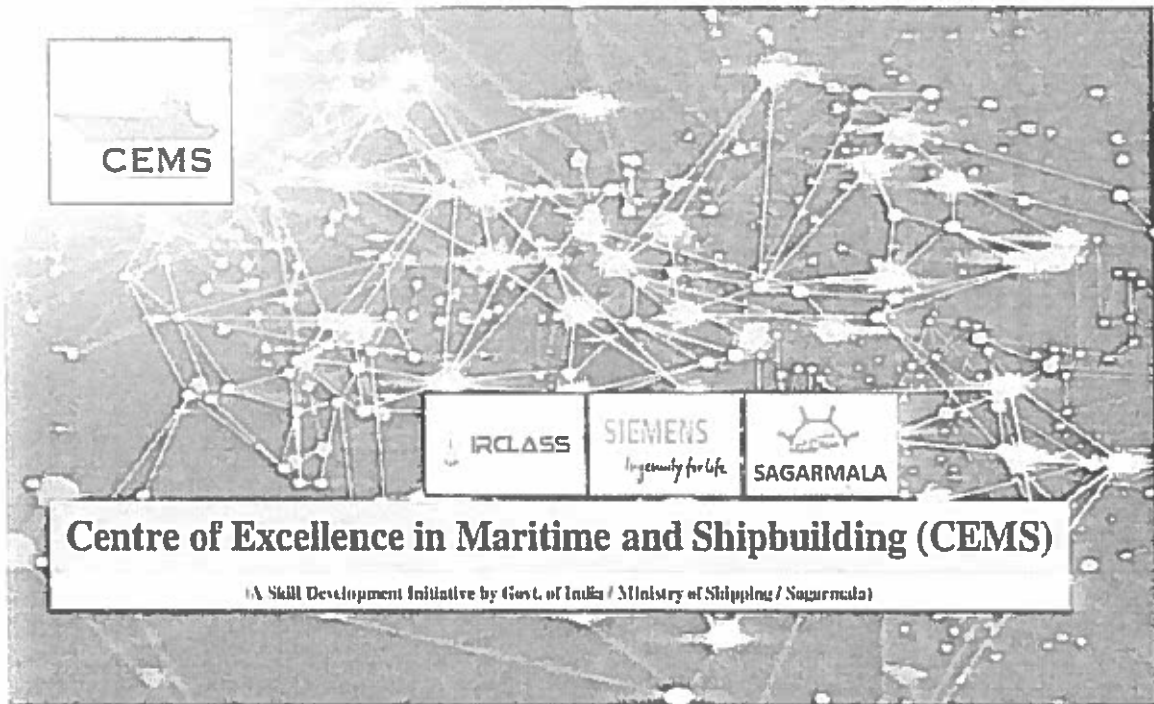 CEMS
IRCLASS
SIEMENS
Ingenuity for life
SAGARMALA
Centre of Excellence in Maritime and Shipbuilding (CEMS)
(A Skill Development Initiative by Govt. of India / Ministry of Shipping / Sagarmala)